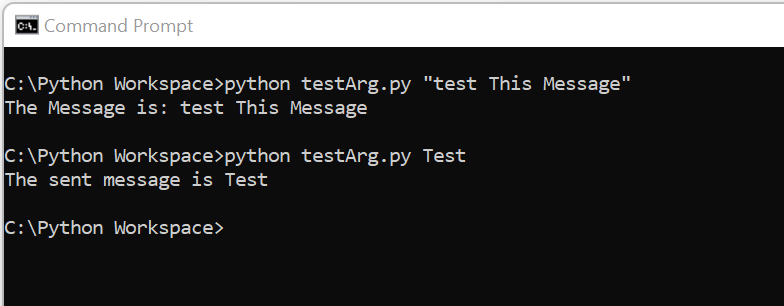 Command Prompt
C:\Python Workspace>python testArg.py "test This Message"
The Message is: test This Message
C:\Python Workspace>python testArg.py Test
The sent message is Test
C:\Python Workspace>